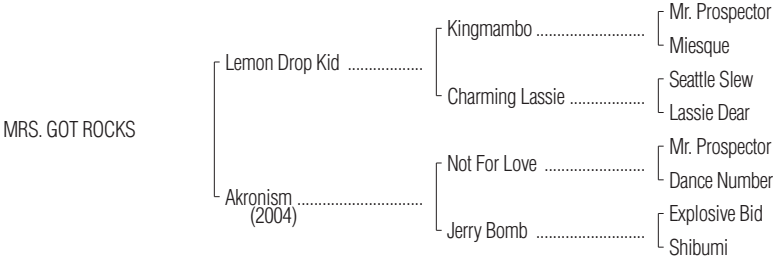 Mr. Prospector
Kingmambo ..........................
Miesque
Lemon Drop Kid ..................
Seattle Slew
Charming Lassie ..................
Lassie Dear
MRS. GOT ROCKS
Mr. Prospector
Not For Love ........................
Dance Number
Akronism ..............................
(2004)
Explosive Bid
Jerry Bomb ..........................
Shibumi